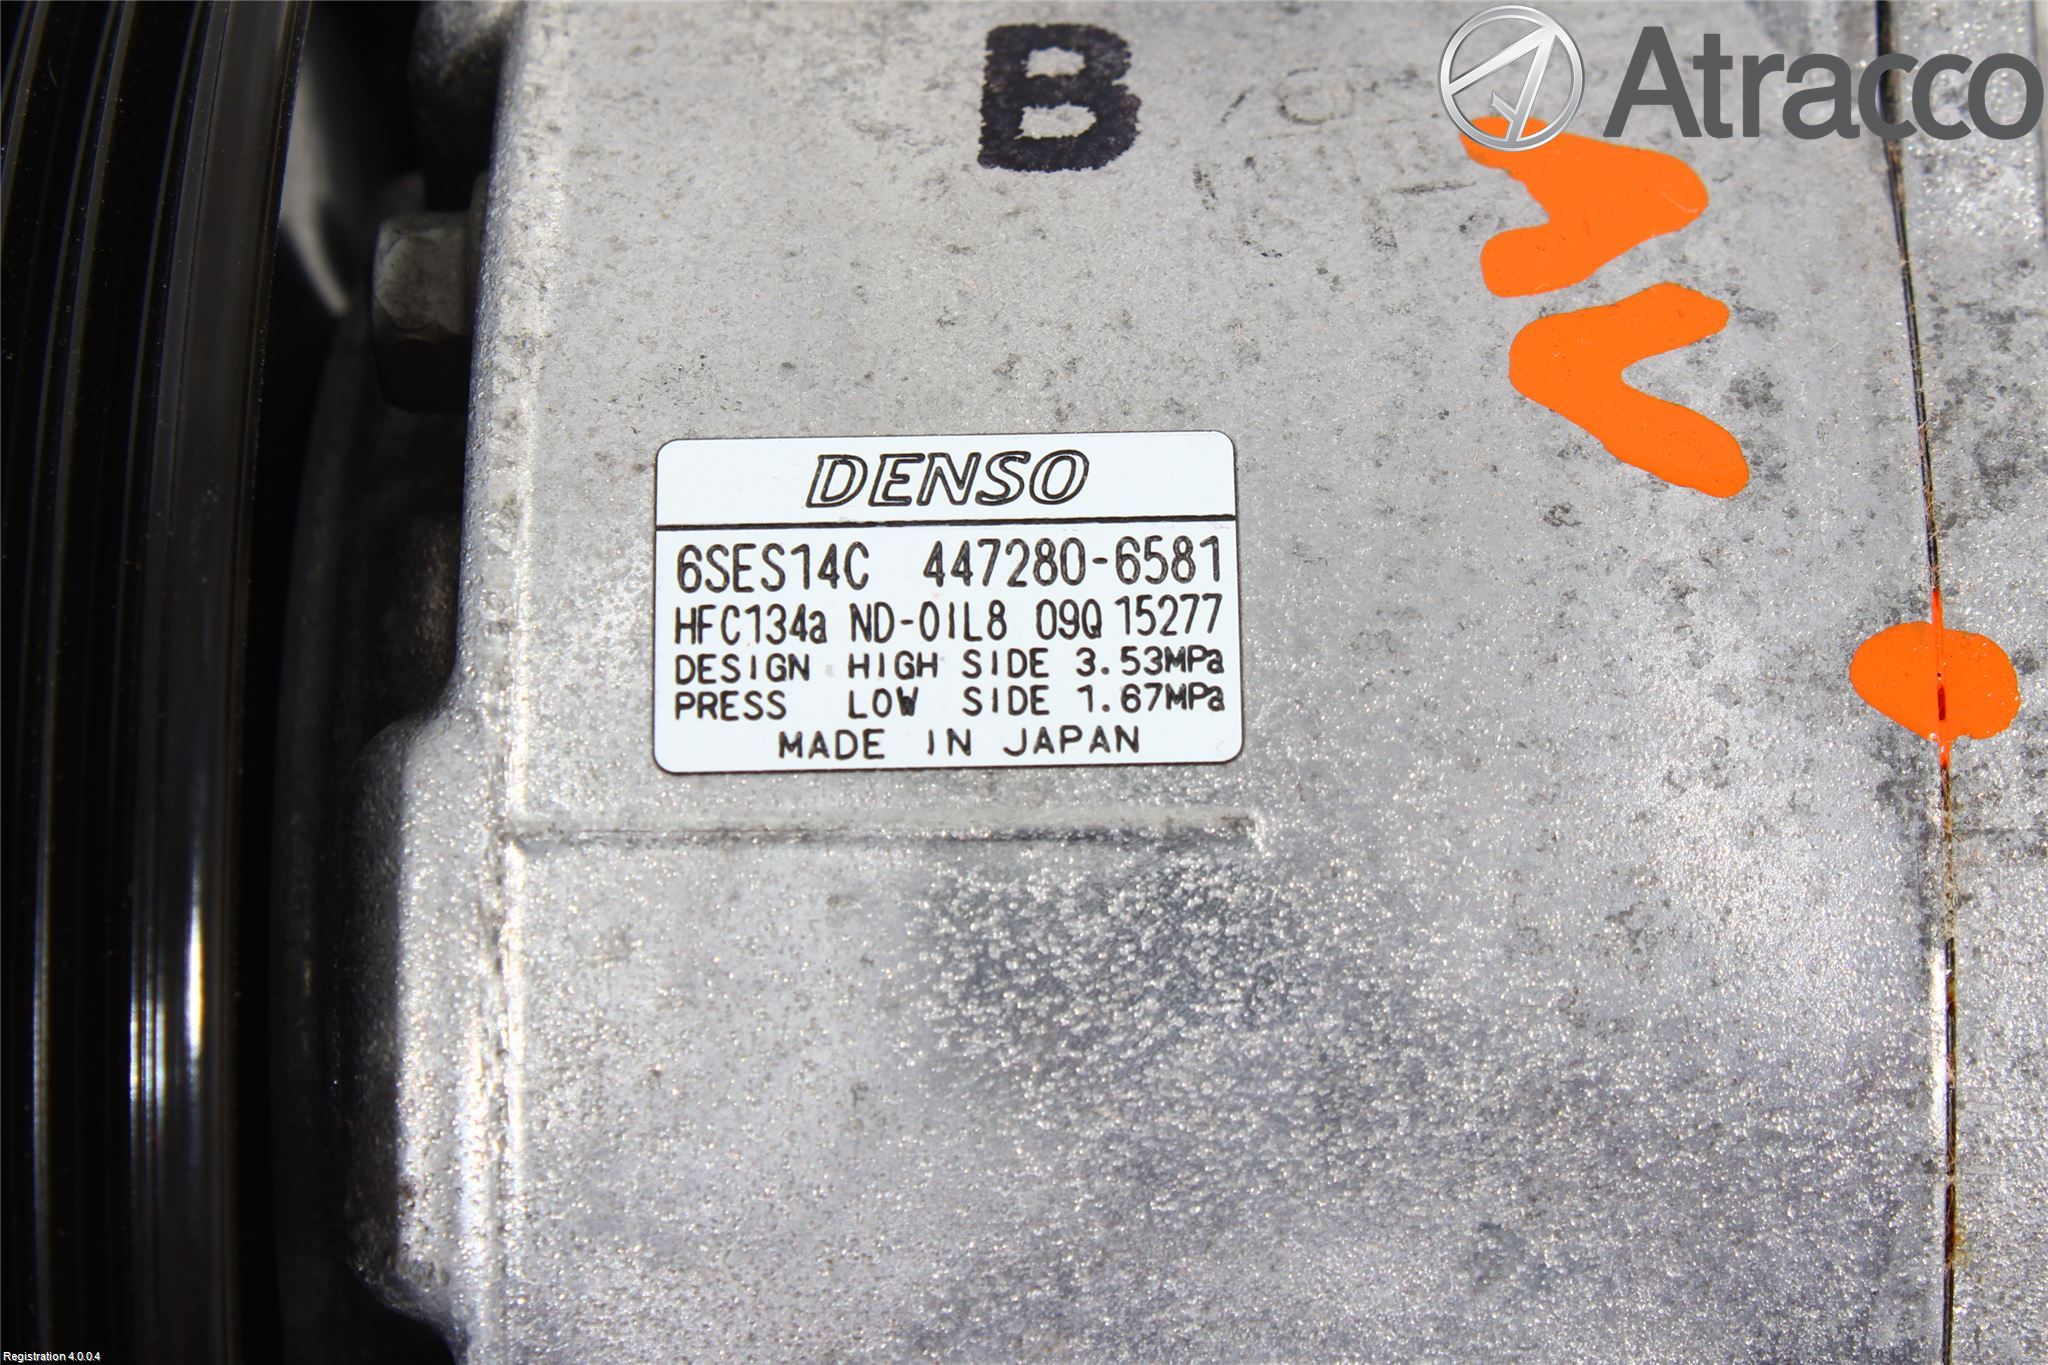 B
Atracco
DENSO
6SES14C 447280-6581
HFC134a ND-OIL8 09Q 15277
DESIGN HIGH SIDE 3.53MPa
PRESS LOW SIDE 1.67MPa
MADE IN JAPAN
Registration 4.0.0.4